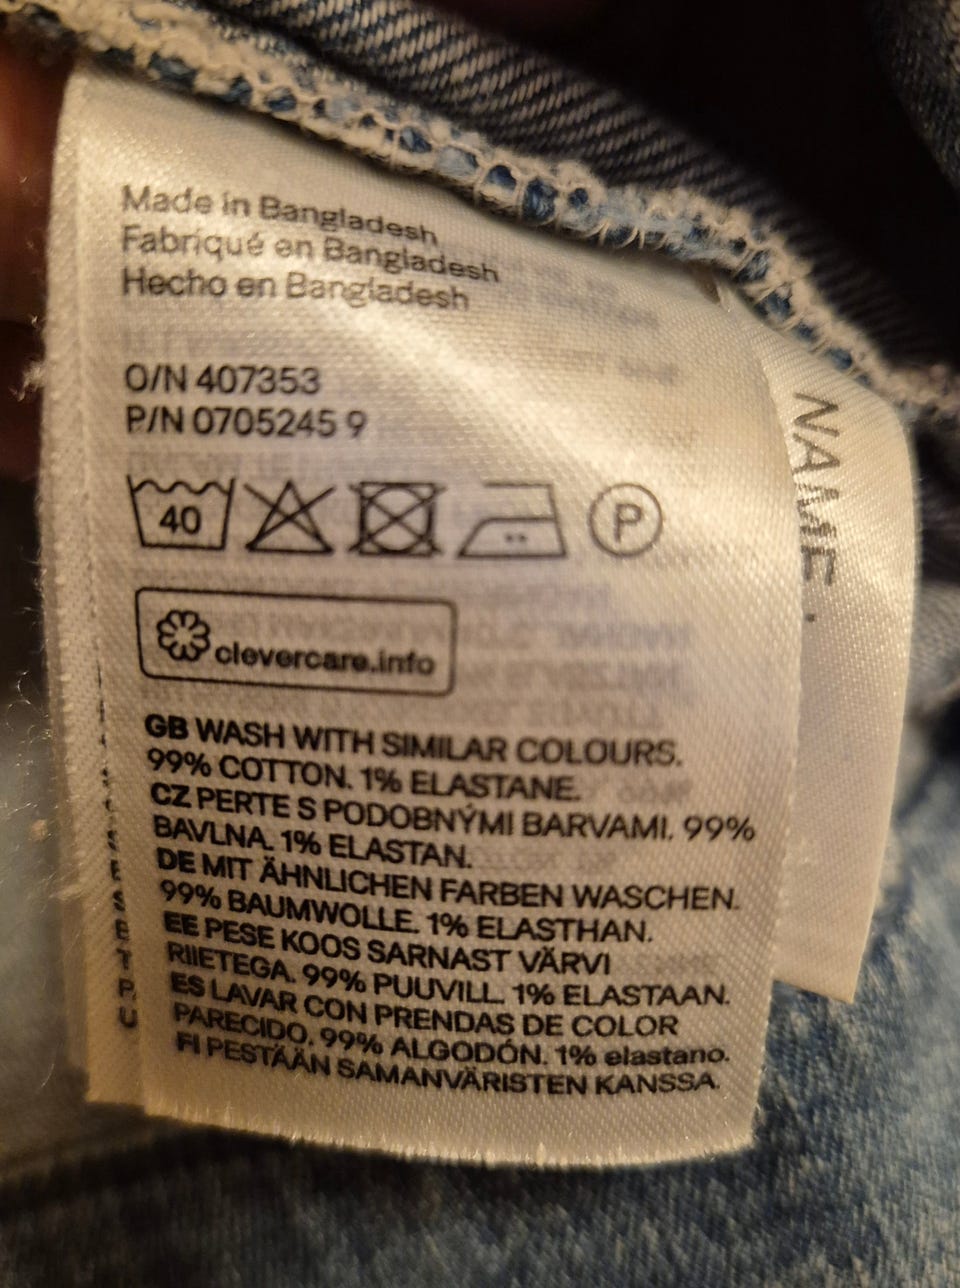 Made in Bangladesh
Fabriqué en Bangladesh
Hecho en Bangladesh
O/N 407353
P/N 0705245 9
40
P
clevercare.info
GB WASH WITH SIMILAR COLOURS.
99% COTTON. 1% ELASTANE.
CZ PERTE S PODOBNÝMI BARVAMI. 99%
BAVLNA. 1% ELASTAN.
DE MIT ÄHNLICHEN FARBEN WASCHEN.
99% BAUMWOLLE. 1% ELASTHAN.
EE PESE KOOS SARNAST VÄRVI
RIIETEGA. 99% PUUVILL. 1% ELASTAAN.
ES LAVAR CON PRENDAS DE COLOR
PARECIDO. 99% ALGODÓN. 1% elastano.
FI PESTÄÄN SAMANVÄRISTEN KANSSA.
NAME